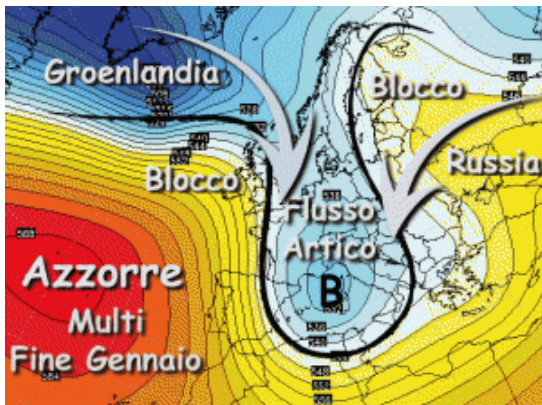 Groenlandia
Blocco
Blocco
Russia
Flusso
Artico
Azzorre
B
Multi
Fine Gennaio